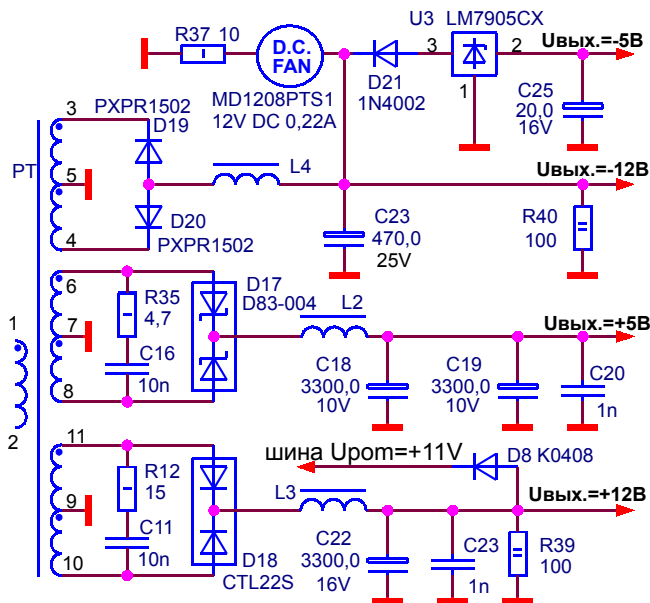 R37 10
D.C.
FAN
MD1208PTS1
12V DC 0,22A
D21
1N4002
U3 LM7905CX
3
2
1
Uвых.=-5В
C25
20,0
16V
PT
3
PXPR1502
D19
5
4
D20
PXPR1502
L4
Uвых.=-12В
C23
470,0
25V
R40
100
1
2
6
7
8
R35
4,7
C16
10n
D17
D83-004
L2
Uвых.=+5В
C18
3300,0
10V
C19
3300,0
10V
C20
1n
11
9
10
R12
15
C11
10n
D18
CTL22S
шина Uрот=+11V
D8 K0408
L3
Uвых.=+12В
C22
3300,0
16V
C23
1n
R39
100